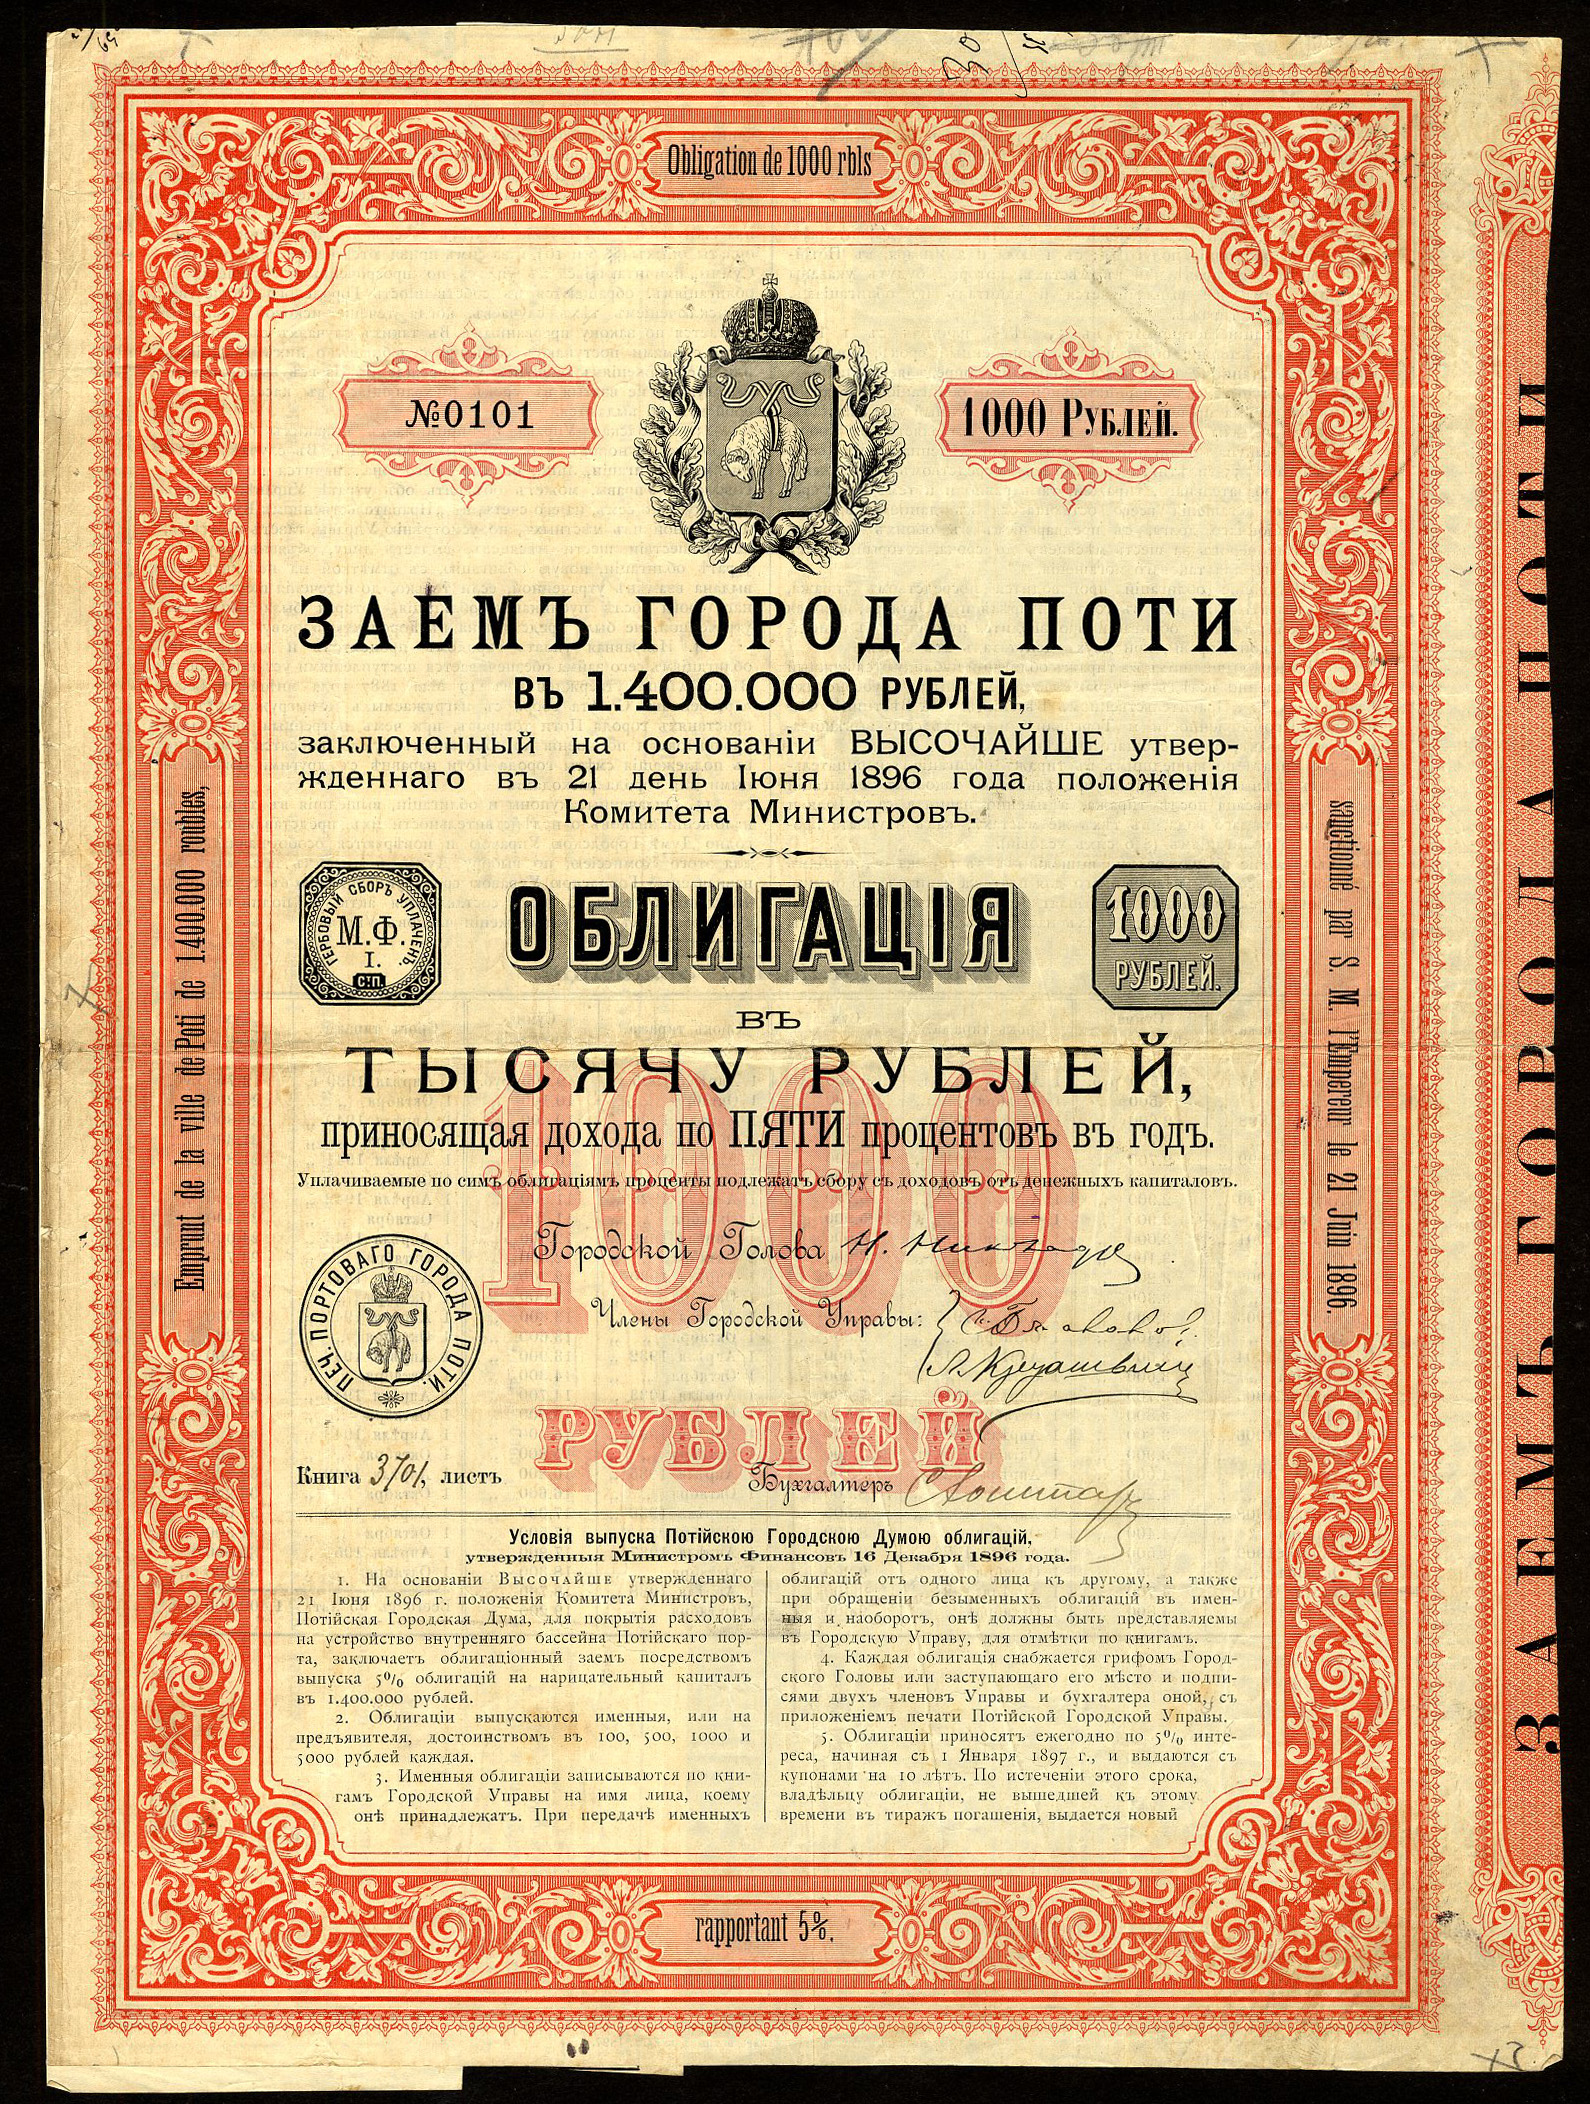 Obligation de 1000 rbls
№0101
1000 Рублей.
ЗАЕМЪ ГОРОДА ПОТИ
ВЪ 1.400.000 РУБЛЕЙ,
заключенный на основаніи ВЫСОЧАЙШЕ утвер-
жденнаго въ 21 день Іюня 1896 года положенія
Комитета Министровъ.
ГЕРБОВЫЙ СБОРЪ УПЛАЧЕНЪ.
М.Ф.
I.
С.П.
ОБЛИГАЦІЯ
1000
РУБЛЕЙ.
ВЪ
ТЫСЯЧУ РУБЛЕЙ,
приносящая дохода по ПЯТИ процентовъ въ годъ.
Уплачиваемые по симъ облигаціямъ проценты подлежатъ сбору съ доходовъ отъ денежныхъ капиталовъ.
1000
РУБЛЕЙ
Городской Голова
Члены Городской Управы:
ПЕЧ. ПОРТОВАГО ГОРОДА ПОТИ.
Книга 3/01, листъ
Бухгалтеръ
Условія выпуска Потійскою Городскою Думою облигацій,
утвержденныя Министромъ Финансовъ 16 Декабря 1896 года.
1. На основаніи Высочайше утвержденнаго
21 Іюня 1896 г. положенія Комитета Министровъ,
Потійская Городская Дума, для покрытія расходовъ
на устройство внутренняго бассейна Потійскаго пор-
та, заключаетъ облигаціонный заемъ посредствомъ
выпуска 5% облигацій на нарицательный капиталъ
въ 1.400.000 рублей.
2. Облигаціи выпускаются именныя, или на
предъявителя, достоинствомъ въ 100, 500, 1000 и
5000 рублей каждая.
3. Именныя облигаціи записываются по кни-
гамъ Городской Управы на имя лица, коему
онѣ принадлежатъ. При передачѣ именныхъ
облигацій отъ одного лица къ другому, а также
при обращеніи безыменныхъ облигацій въ имен-
ныя и наоборотъ, онѣ должны быть представляемы
въ Городскую Управу, для отмѣтки по книгамъ.
4. Каждая облигація снабжается грифомъ Город-
ского Головы или заступающаго его мѣсто и подпи-
сями двухъ членовъ Управы и бухгалтера оной, съ
приложеніемъ печати Потійской Городской Управы.
5. Облигаціи приносятъ ежегодно по 5% инте-
реса, начиная съ 1 Января 1897 г., и выдаются съ
купонами на 10 лѣтъ. По истеченіи этого срока,
владѣльцу облигаціи, не вышедшей къ этому
времени въ тиражъ погашенія, выдается новый
rapportant 5%.
Emprunt de la ville de Poti de 1.400.000 roubles,
sanctionné par S. M. l'Empereur le 21 Juin 1896.
ЗАЕМЪ ГОРОДА ПОТИ